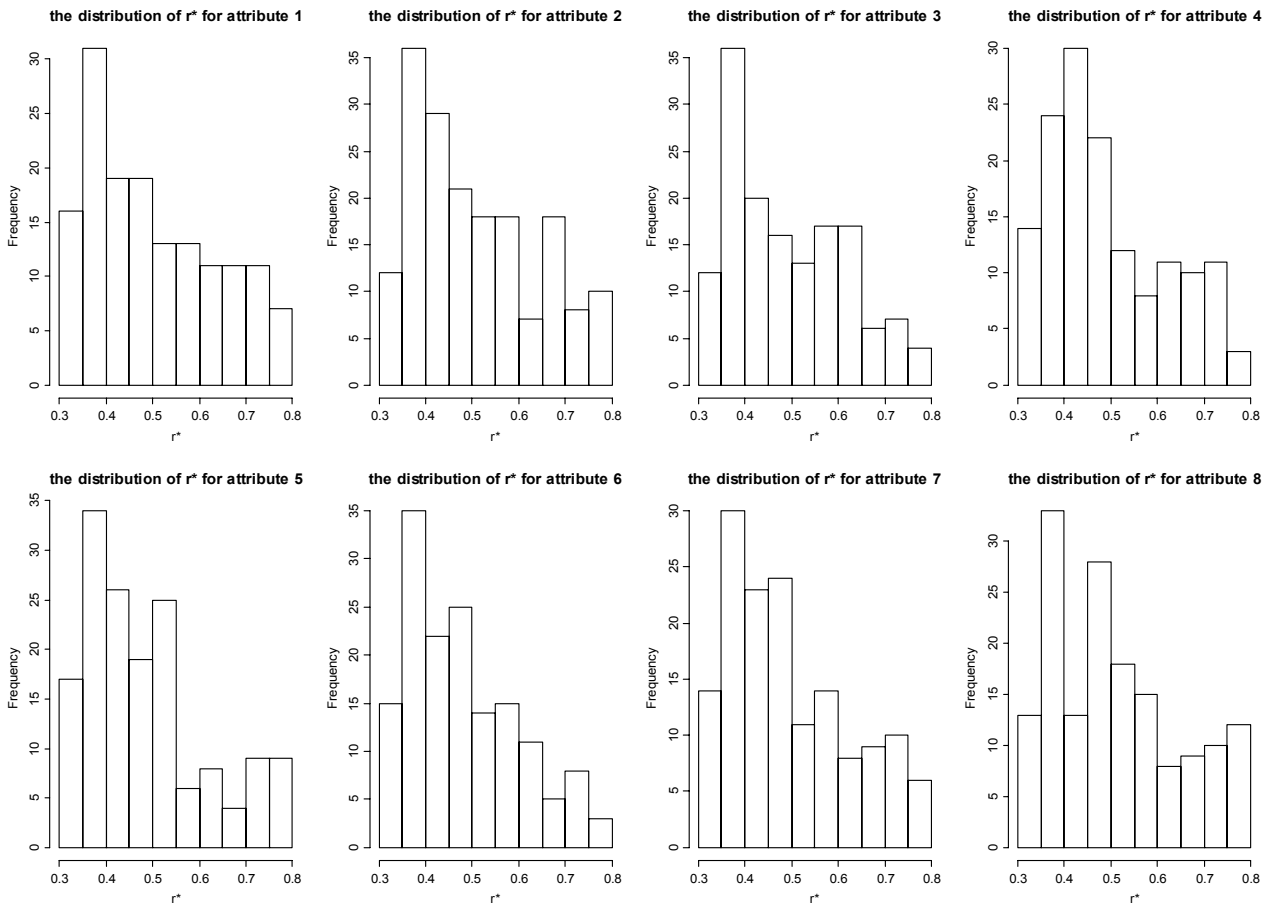 the distribution of r* for attribute 1
the distribution of r* for attribute 2
the distribution of r* for attribute 3
the distribution of r* for attribute 4
Frequency
0 5 10 15 20 25 30
0.3 0.4 0.5 0.6 0.7 0.8
r*
Frequency
0 5 10 15 20 25 30 35
0.3 0.4 0.5 0.6 0.7 0.8
r*
Frequency
0 5 10 15 20 25 30 35
0.3 0.4 0.5 0.6 0.7 0.8
r*
Frequency
0 5 10 15 20 25 30
0.3 0.4 0.5 0.6 0.7 0.8
r*
the distribution of r* for attribute 5
the distribution of r* for attribute 6
the distribution of r* for attribute 7
the distribution of r* for attribute 8
Frequency
0 5 10 15 20 25 30 35
0.3 0.4 0.5 0.6 0.7 0.8
r*
Frequency
0 5 10 15 20 25 30 35
0.3 0.4 0.5 0.6 0.7 0.8
r*
Frequency
0 5 10 15 20 25 30
0.3 0.4 0.5 0.6 0.7 0.8
r*
Frequency
0 5 10 15 20 25 30
0.3 0.4 0.5 0.6 0.7 0.8
r*